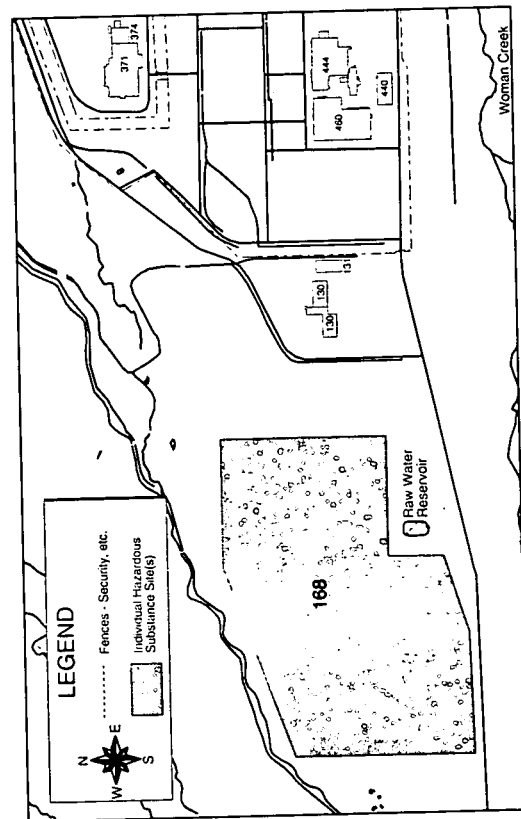 LEGEND
Fences - Security, etc.
Individual Hazardous
Substance Site(s)
N
W
E
S
371
374
444
460
440
131
130
130
168
Raw Water
Reservoir
Woman Creek